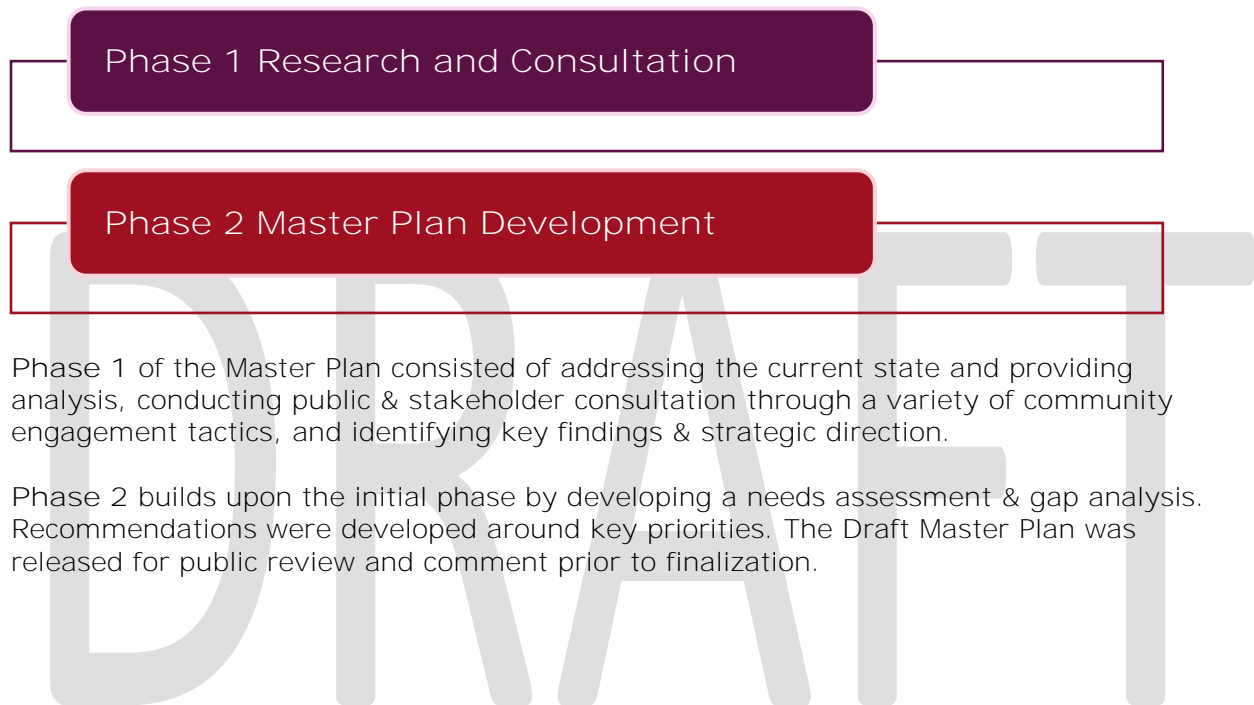 Phase 1 Research and Consultation
Phase 2 Master Plan Development
Phase 1 of the Master Plan consisted of addressing the current state and providing
analysis, conducting public & stakeholder consultation through a variety of community
engagement tactics, and identifying key findings & strategic direction.
Phase 2 builds upon the initial phase by developing a needs assessment & gap analysis.
Recommendations were developed around key priorities. The Draft Master Plan was
released for public review and comment prior to finalization.
DRAFT